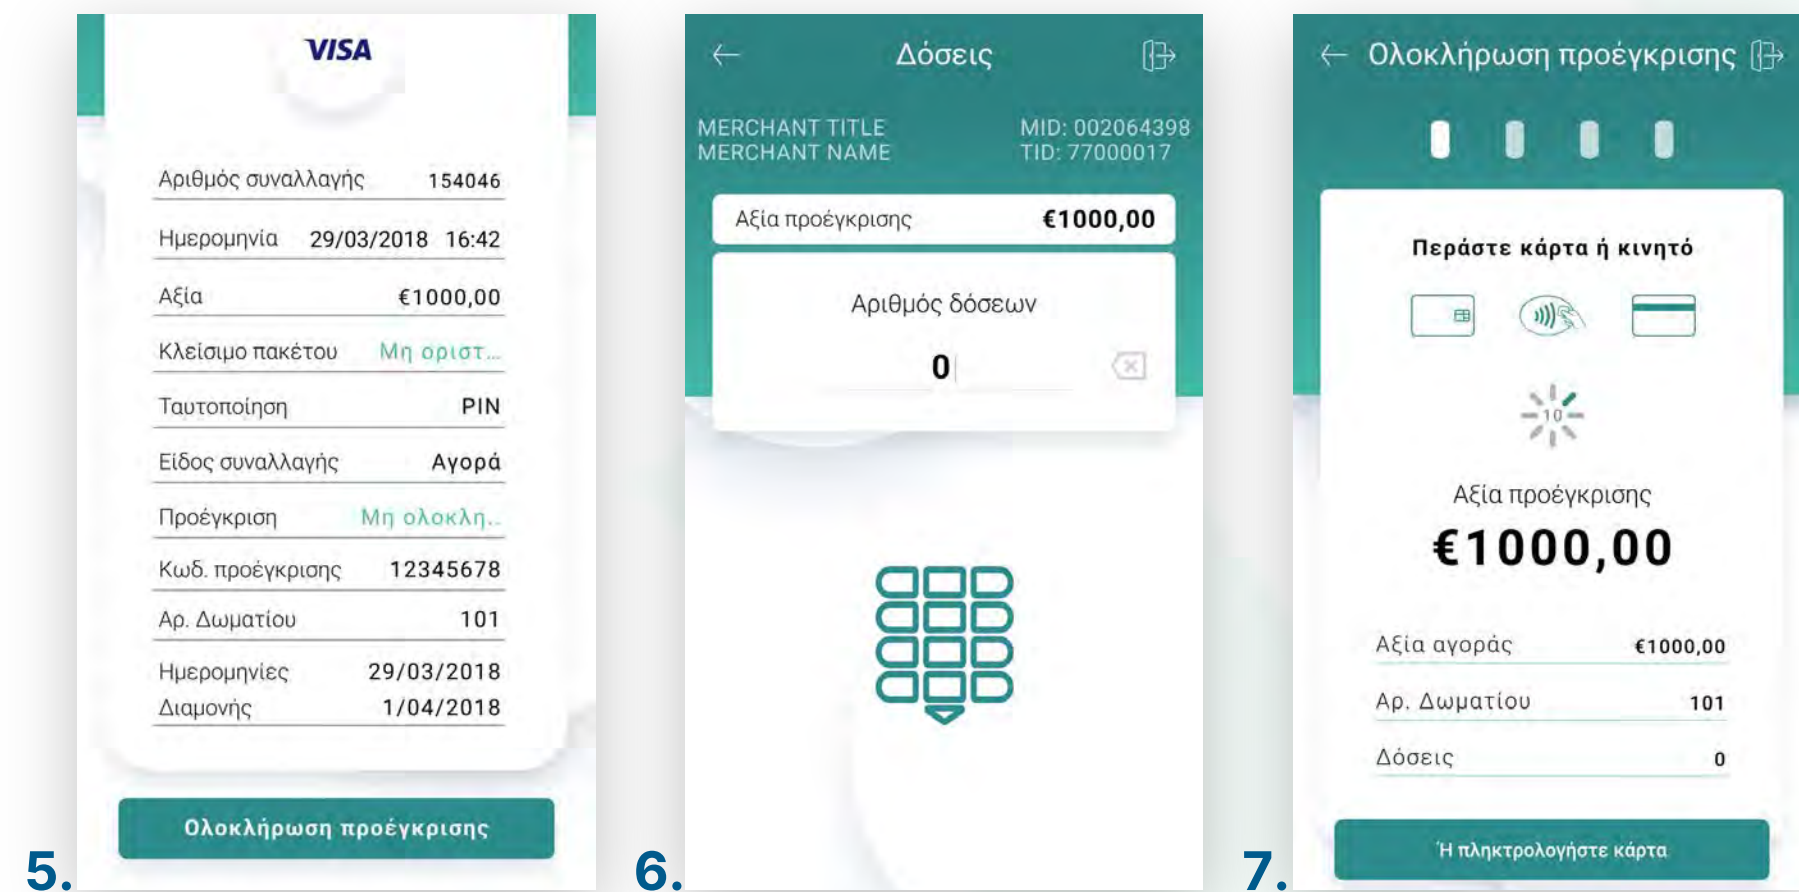 VISA
Αριθμός συναλλαγής 154046
Ημερομηνία 29/03/2018 16:42
Αξία €1000,00
Κλείσιμο πακέτου Μη οριστ...
Ταυτοποίηση PIN
Είδος συναλλαγής Αγορά
Προέγκριση Μη ολοκλη..
Κωδ. προέγκρισης 12345678
Αρ. Δωματίου 101
Ημερομηνίες 29/03/2018
Διαμονής 1/04/2018
Ολοκλήρωση προέγκρισης
5.
Δόσεις
MERCHANT TITLE MID: 002064398
MERCHANT NAME TID: 77000017
Αξία προέγκρισης €1000,00
Αριθμός δόσεων
0
6.
Ολοκλήρωση προέγκρισης
Περάστε κάρτα ή κινητό
10
Αξία προέγκρισης
€1000,00
Αξία αγοράς €1000,00
Αρ. Δωματίου 101
Δόσεις 0
Ή πληκτρολογήστε κάρτα
7.